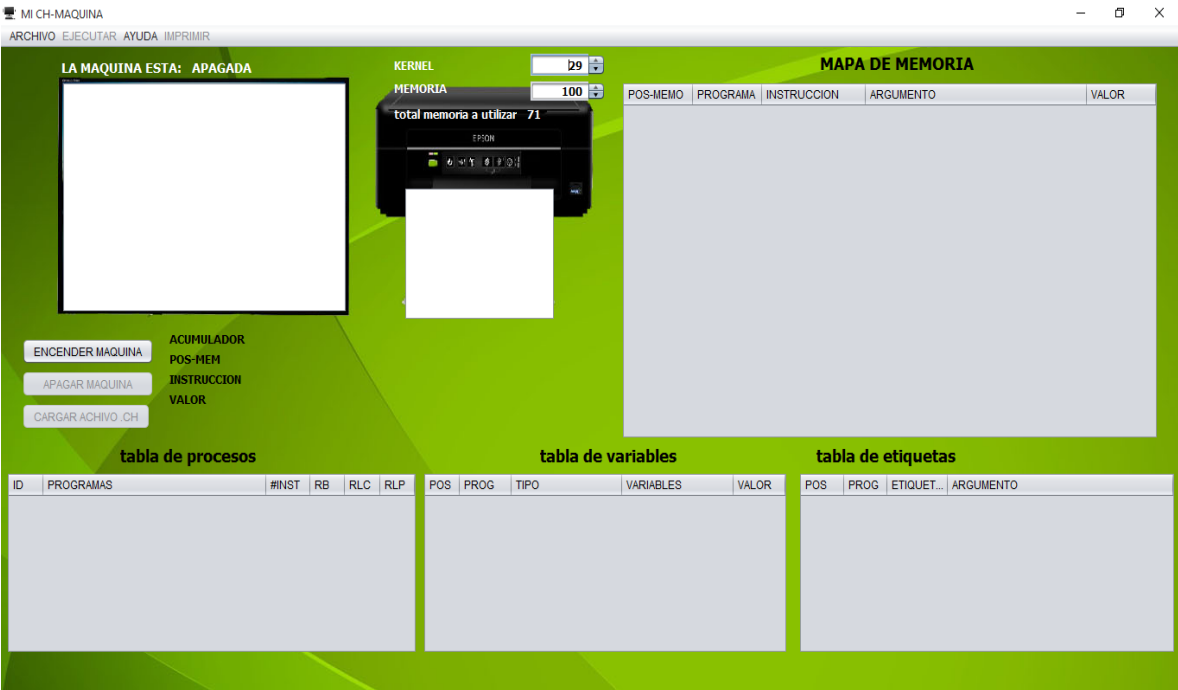 MI CH-MAQUINA
ARCHIVO EJECUTAR AYUDA IMPRIMIR
LA MAQUINA ESTA: APAGADA
KERNEL 29
MEMORIA 100
total memoria a utilizar 71
EPSON
MAPA DE MEMORIA
POS-MEMO PROGRAMA INSTRUCCION ARGUMENTO VALOR
ENCENDER MAQUINA
APAGAR MAQUINA
CARGAR ACHIVO .CH
ACUMULADOR
POS-MEM
INSTRUCCION
VALOR
tabla de procesos
ID PROGRAMAS #INST RB RLC RLP
tabla de variables
POS PROG TIPO VARIABLES VALOR
tabla de etiquetas
POS PROG ETIQUET... ARGUMENTO